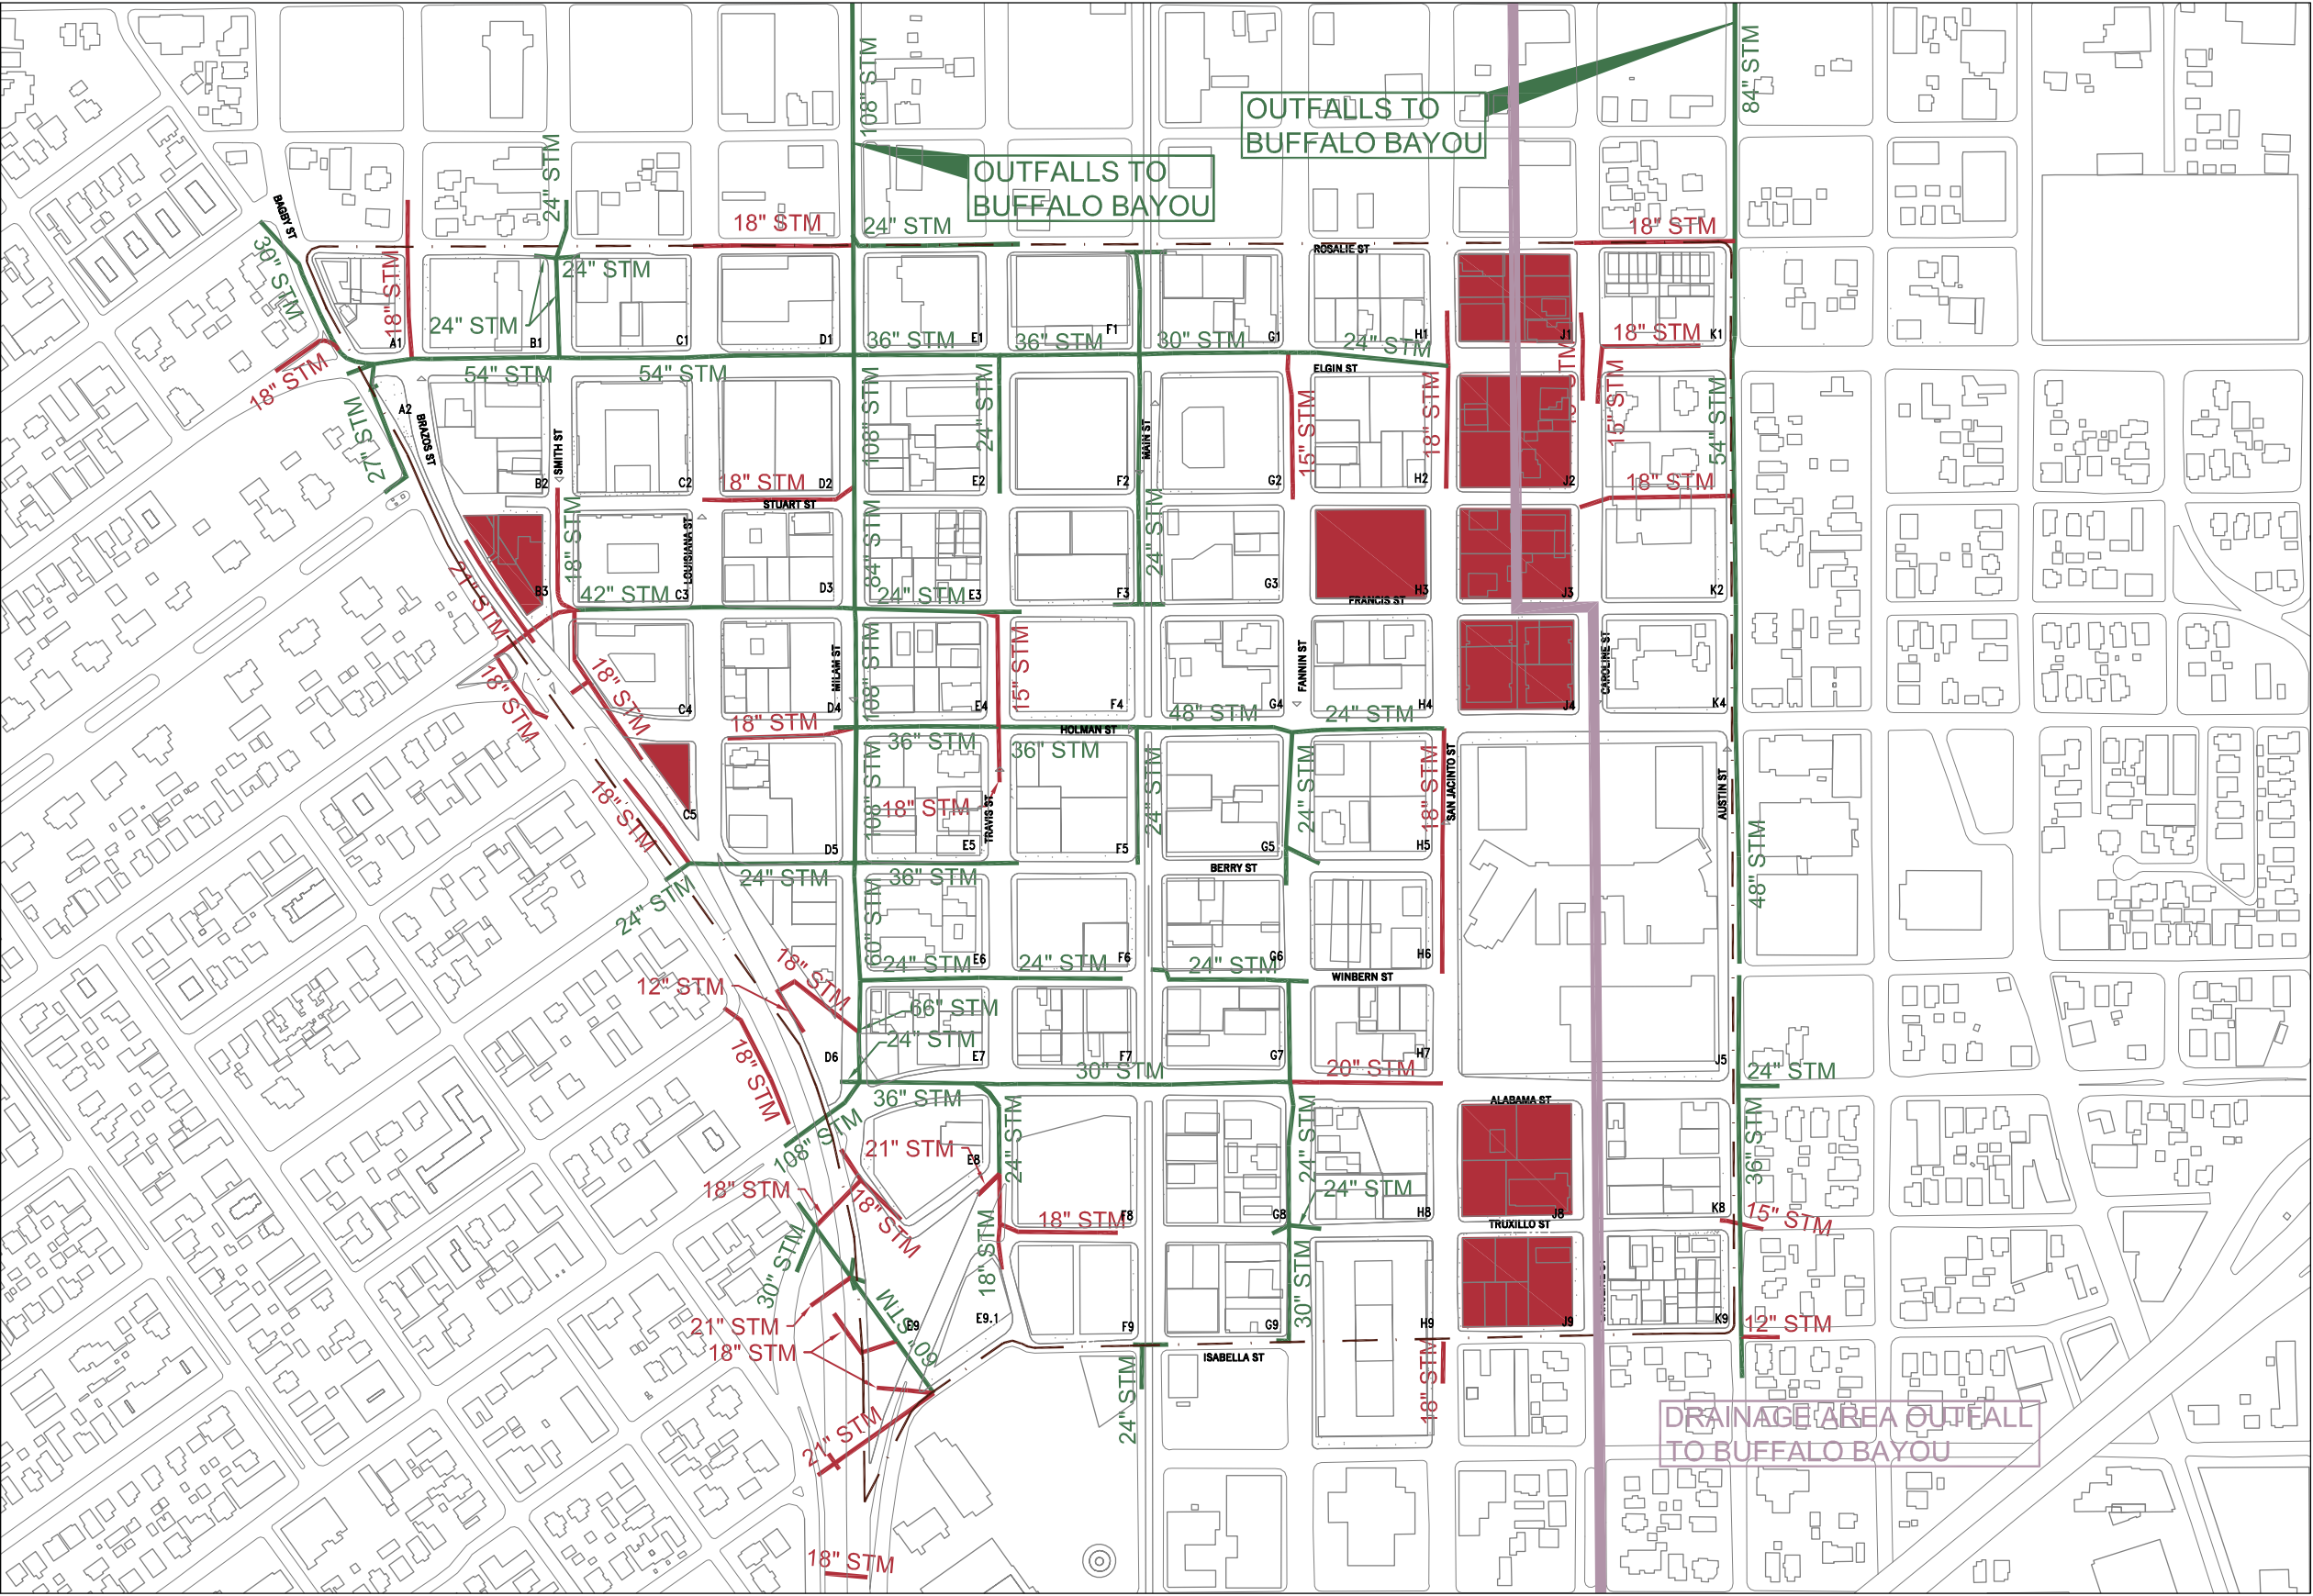 108" STM
84" STM
OUTFALLS TO
BUFFALO BAYOU
OUTFALLS TO
BUFFALO BAYOU
24" STM
BAGBY ST
30" STM
18" STM
24" STM
18" STM
ROSALIE ST
18" STM
24" STM
24" STM
A1
B1
C1
D1
36" STM
E1
36" STM
F1
30" STM
G1
24" STM
H1
J1
18" STM
K1
18" STM
54" STM
54" STM
ELGIN ST
27" STM
A2
BRAZOS ST
SMITH ST
108" STM
24" STM
MAIN ST
15" STM
18" STM
15" STM
54" STM
B2
C2
18" STM
D2
E2
F2
G2
H2
J2
18" STM
STUART ST
21" STM
18" STM
LOUISIANA ST
84" STM
24" STM
B3
42" STM
C3
D3
24" STM
E3
F3
G3
H3
J3
K2
FRANCIS ST
18" STM
18" STM
MILAM ST
108" STM
15" STM
FANNIN ST
CAROLINE ST
C4
D4
E4
F4
48" STM
G4
24" STM
H4
J4
K4
18" STM
HOLMAN ST
36" STM
36" STM
18" STM
C5
108" STM
18" STM
TRAVIS ST
24" STM
24" STM
18" STM
SAN JACINTO ST
AUSTIN ST
D5
E5
F5
G5
H5
BERRY ST
24" STM
24" STM
36" STM
60" STM
48" STM
24" STM
E6
24" STM
F6
24" STM
G6
H6
WINBERN ST
12" STM
18" STM
66" STM
24" STM
18" STM
D6
E7
F7
G7
H7
J5
30" STM
20" STM
24" STM
36" STM
108" STM
ALABAMA ST
24" STM
24" STM
36" STM
21" STM
E8
18" STM
18" STM
24" STM
18" STM
F8
G8
H8
J8
K8
15" STM
TRUXILLO ST
30" STM
18" STM
30" STM
60" STM
21" STM
18" STM
E9
E9.1
F9
G9
H9
J9
K9
12" STM
ISABELLA ST
24" STM
18" STM
21" STM
DRAINAGE AREA OUTFALL
TO BUFFALO BAYOU
18" STM